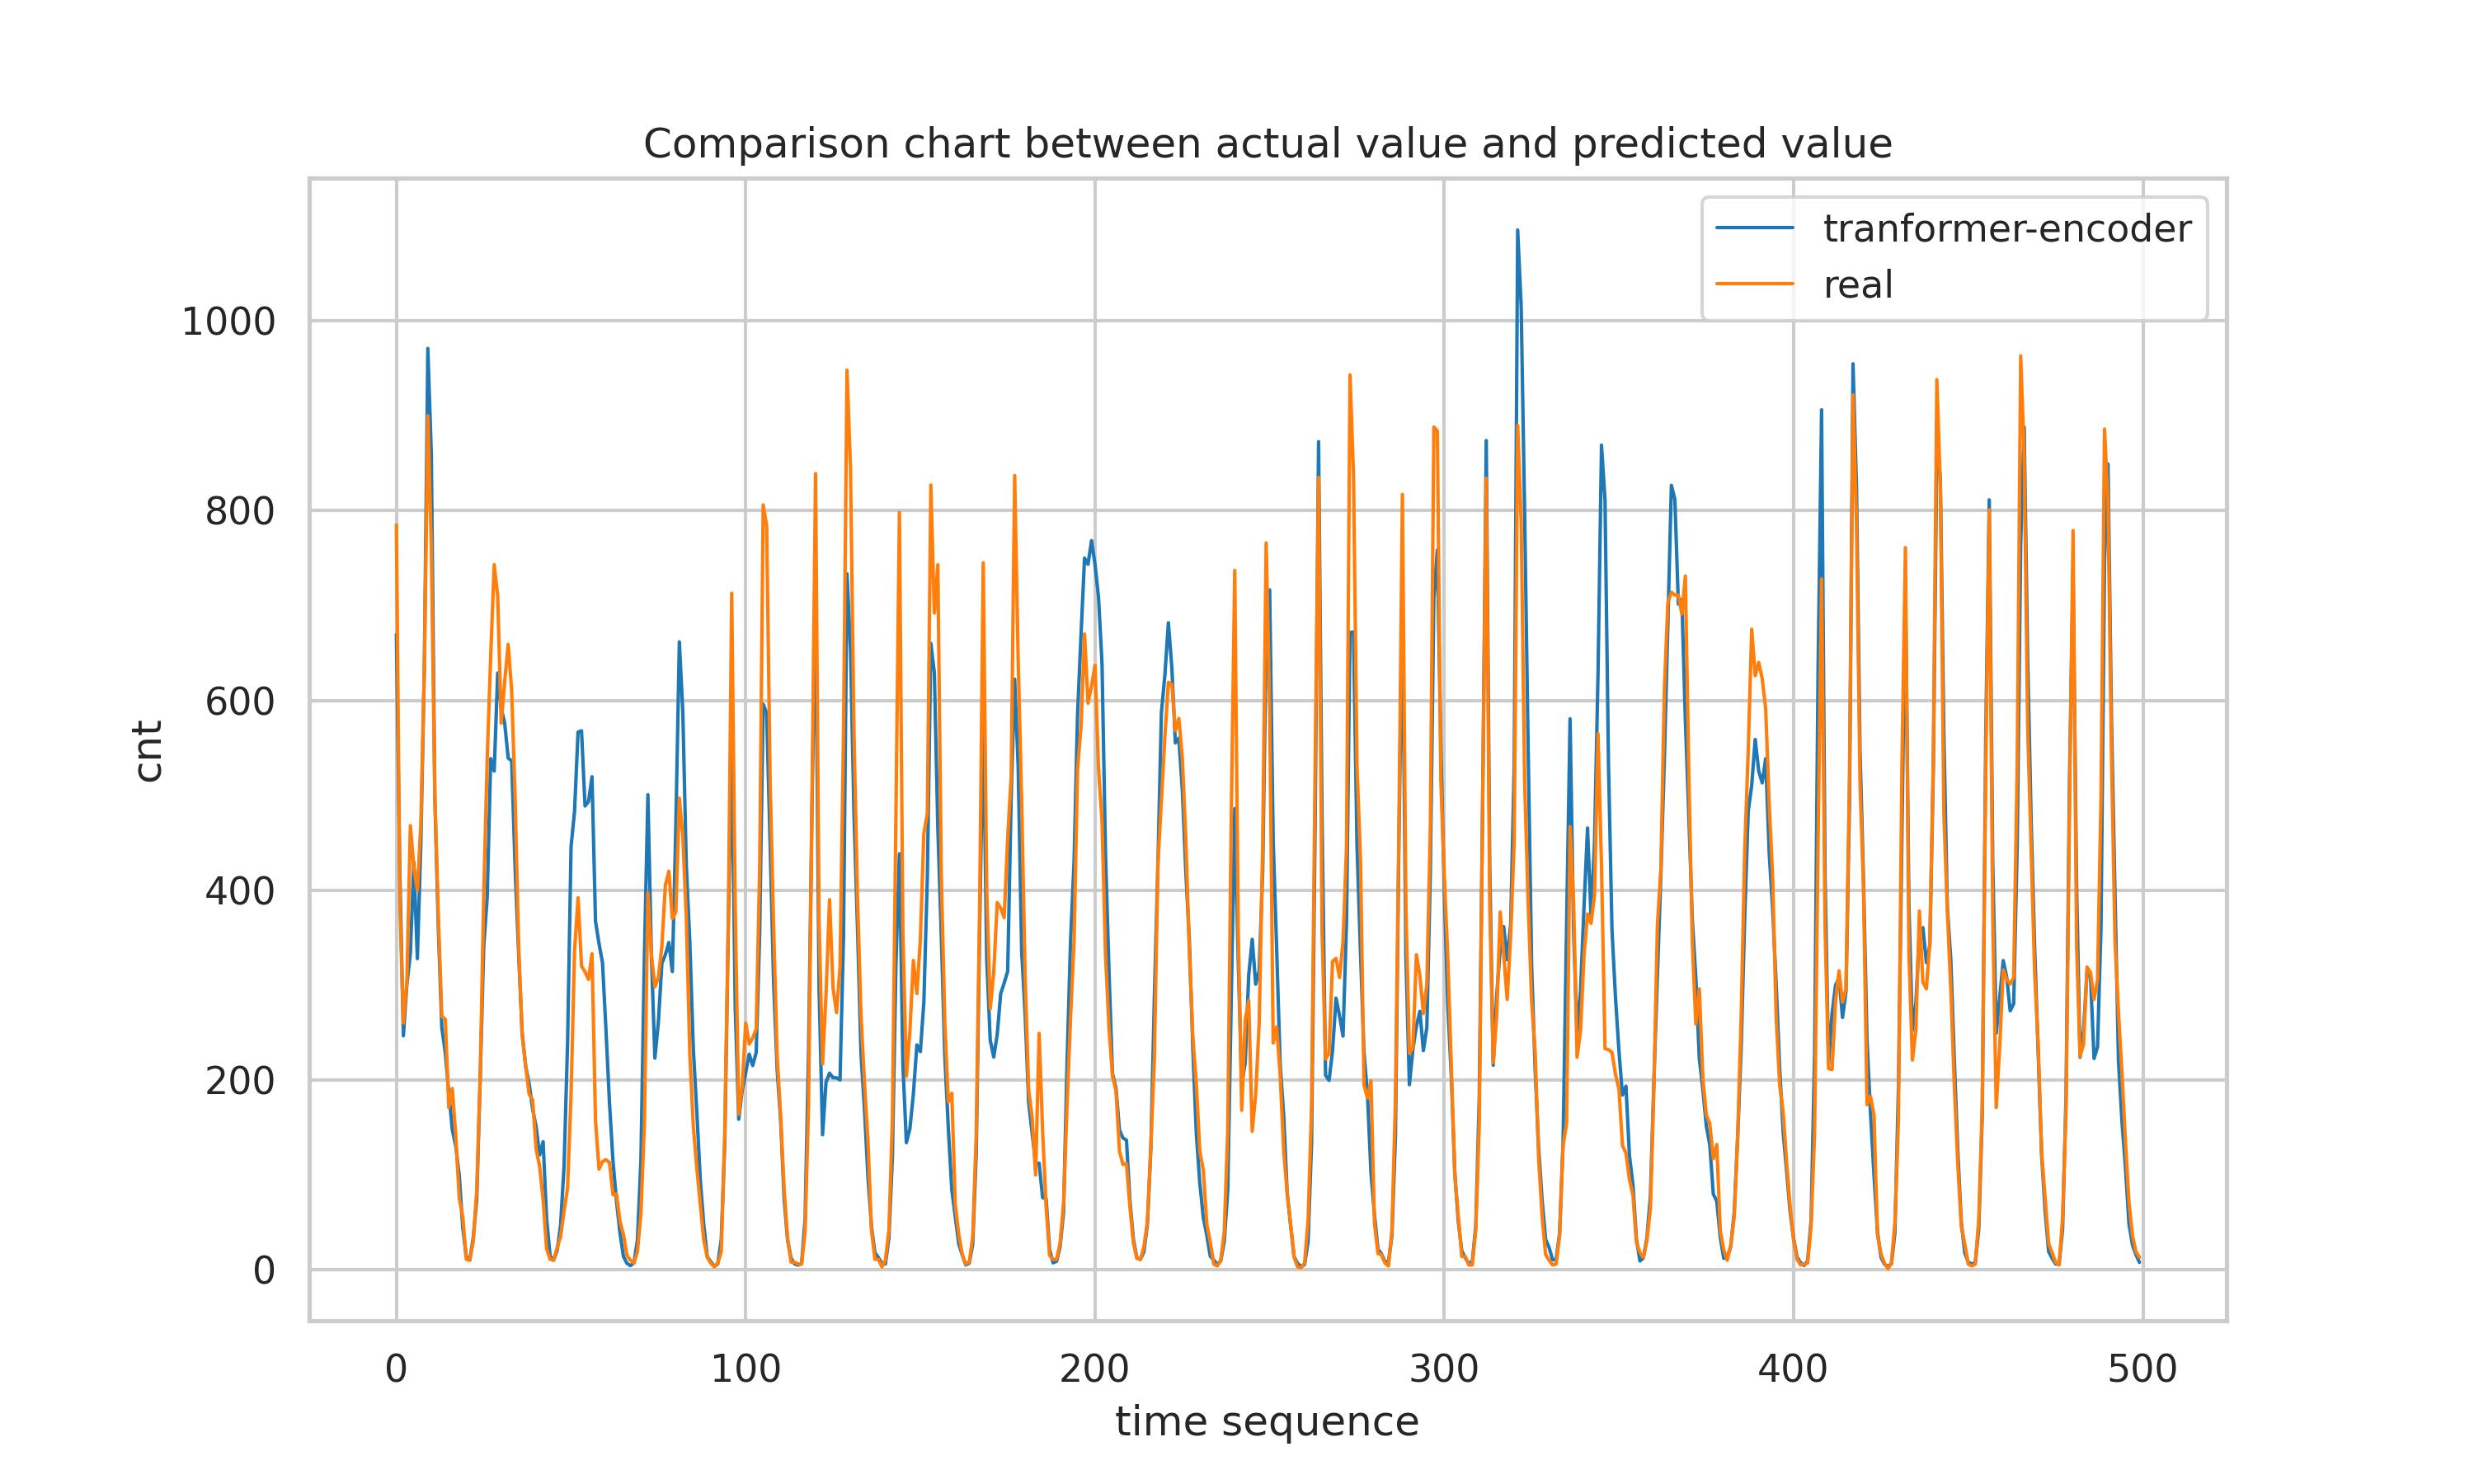 Comparison chart between actual value and predicted value
tranformer-encoder
real
1000
800
600
400
200
0
cnt
0 100 200 300 400 500
time sequence